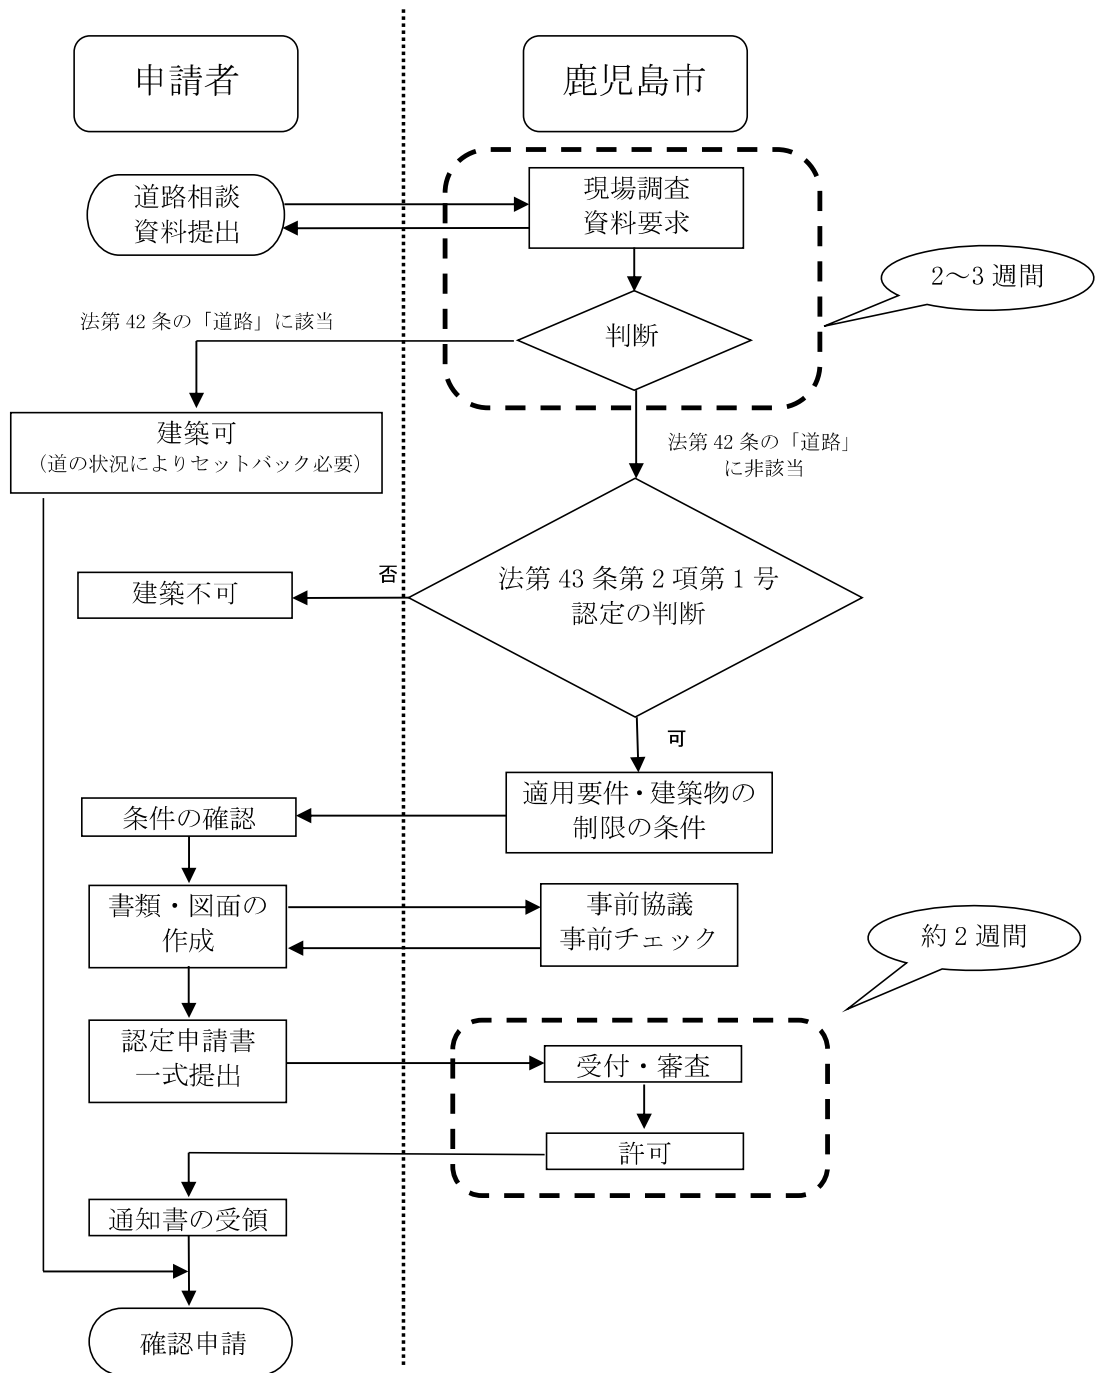 申請者
鹿児島市
道路相談
資料提出
現場調査
資料要求
2～3 週間
判断
法第 42 条の「道路」に該当
建築可
（道の状況によりセットバック必要）
法第 42 条の「道路」
に非該当
否
建築不可
法第 43 条第 2 項第 1 号
認定の判断
可
適用要件・建築物の
制限の条件
条件の確認
書類・図面の
作成
事前協議
事前チェック
約 2 週間
認定申請書
一式提出
受付・審査
許可
通知書の受領
確認申請